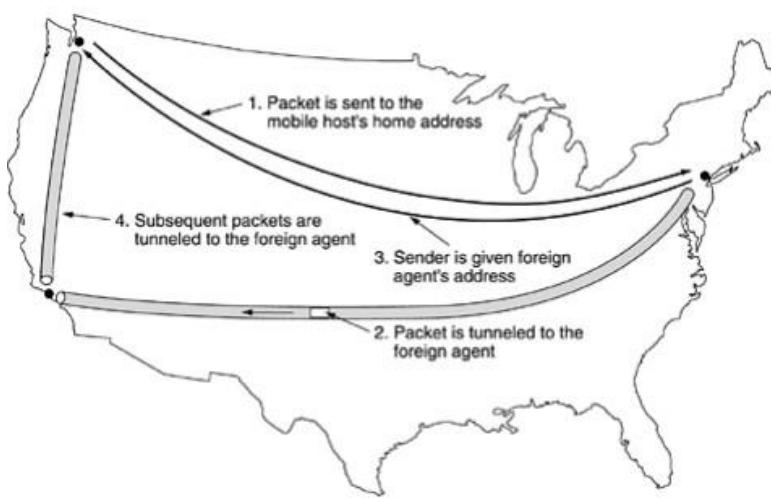 1. Packet is sent to the
mobile host's home address
4. Subsequent packets are
tunneled to the foreign agent
3. Sender is given foreign
agent's address
2. Packet is tunneled to the
foreign agent